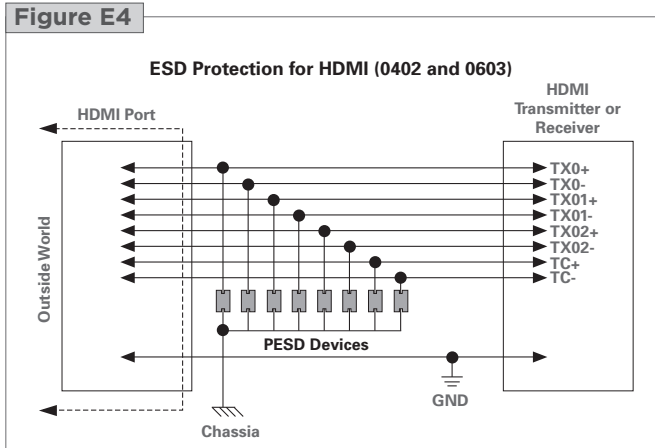 Figure E4
ESD Protection for HDMI (0402 and 0603)
HDMI Port
HDMI
Transmitter or
Receiver
Outside World
TX0+
TX0-
TX01+
TX01-
TX02+
TX02-
TC+
TC-
PESD Devices
GND
Chassia